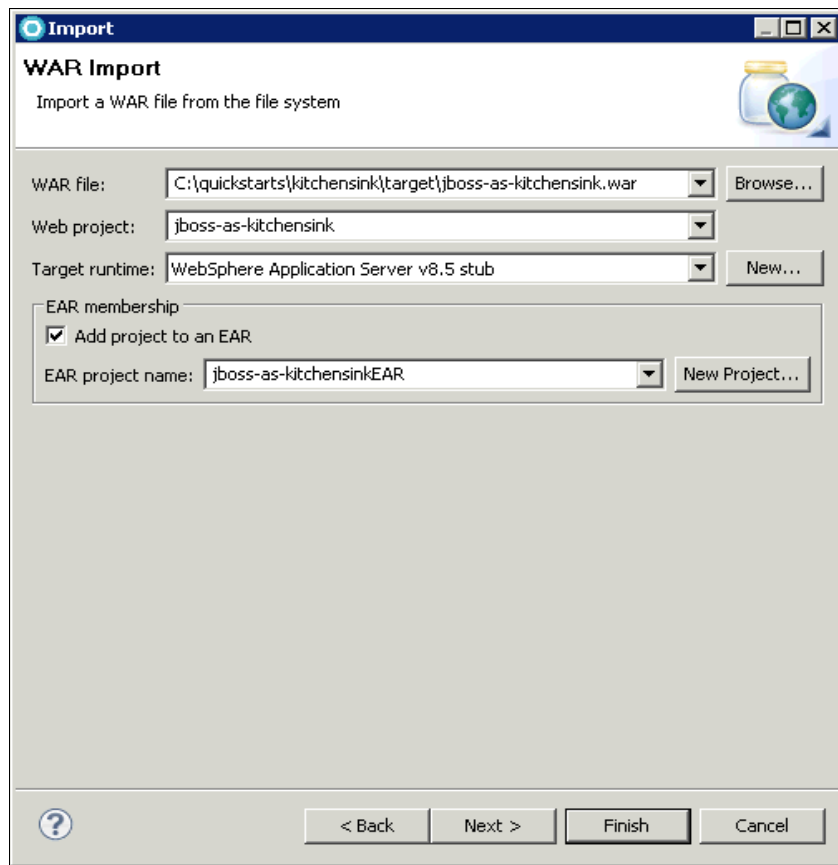 Import
WAR Import
Import a WAR file from the file system
WAR file: C:\quickstarts\kitchensink\target\jboss-as-kitchensink.war Browse...
Web project: jboss-as-kitchensink
Target runtime: WebSphere Application Server v8.5 stub New...
EAR membership
Add project to an EAR
EAR project name: jboss-as-kitchensinkEAR New Project...
? < Back Next > Finish Cancel